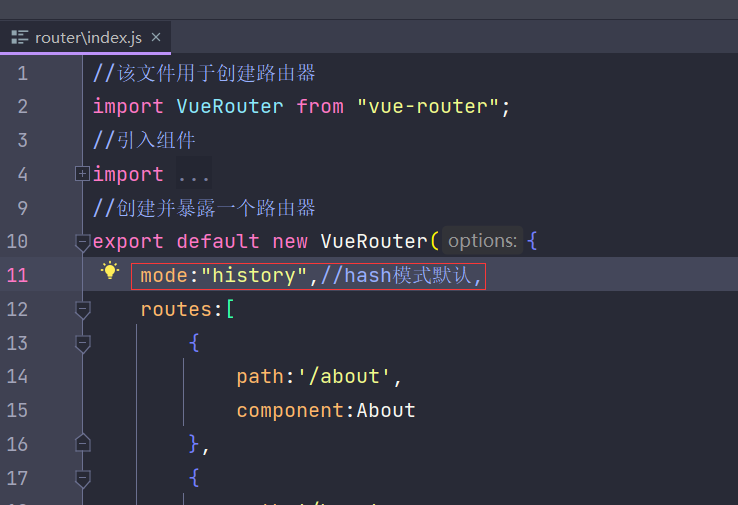 router\index.js ×
1 //该文件用于创建路由器
2 import VueRouter from "vue-router";
3 //引入组件
4 import ...
9 //创建并暴露一个路由器
10 export default new VueRouter( options: {
11 mode:"history",//hash模式默认,
12 routes:[
13 {
14 path:'/about',
15 component:About
16 },
17 {